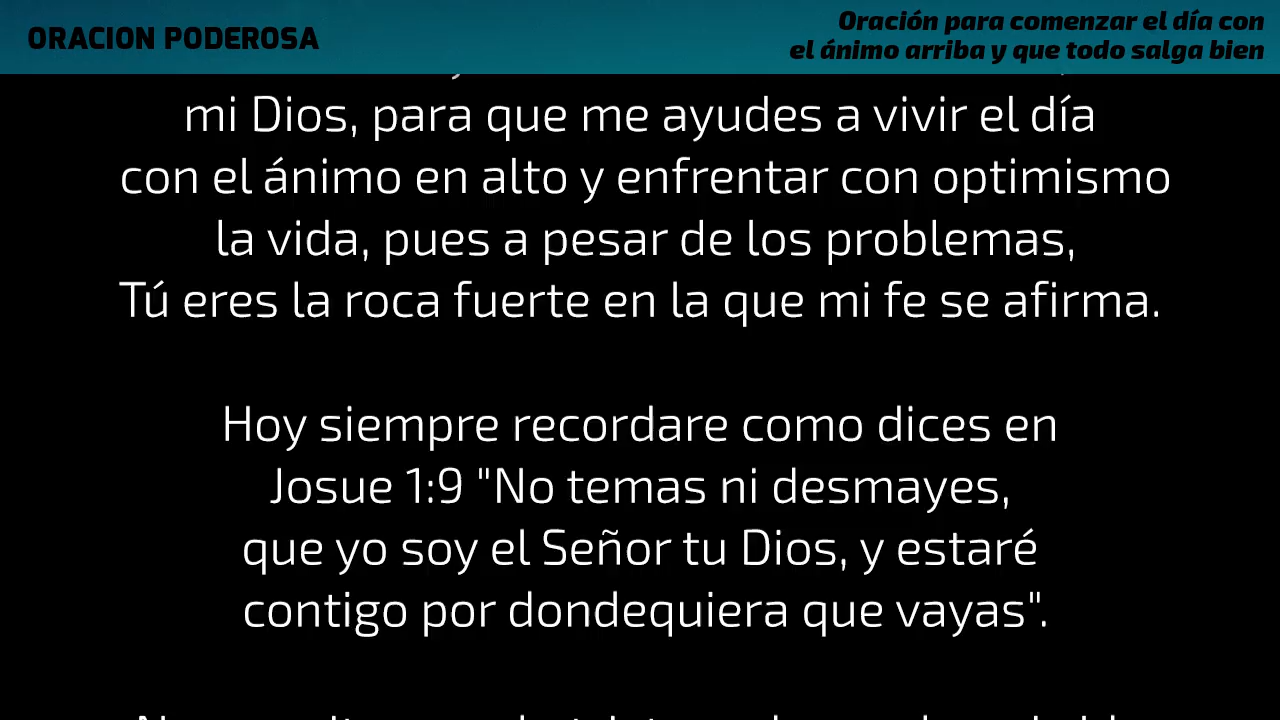 ORACION PODEROSA
Oración para comenzar el día con
el ánimo arriba y que todo salga bien
mi Dios, para que me ayudes a vivir el día
con el ánimo en alto y enfrentar con optimismo
la vida, pues a pesar de los problemas,
Tú eres la roca fuerte en la que mi fe se afirma.
Hoy siempre recordare como dices en
Josue 1:9 "No temas ni desmayes,
que yo soy el Señor tu Dios, y estaré
contigo por dondequiera que vayas".